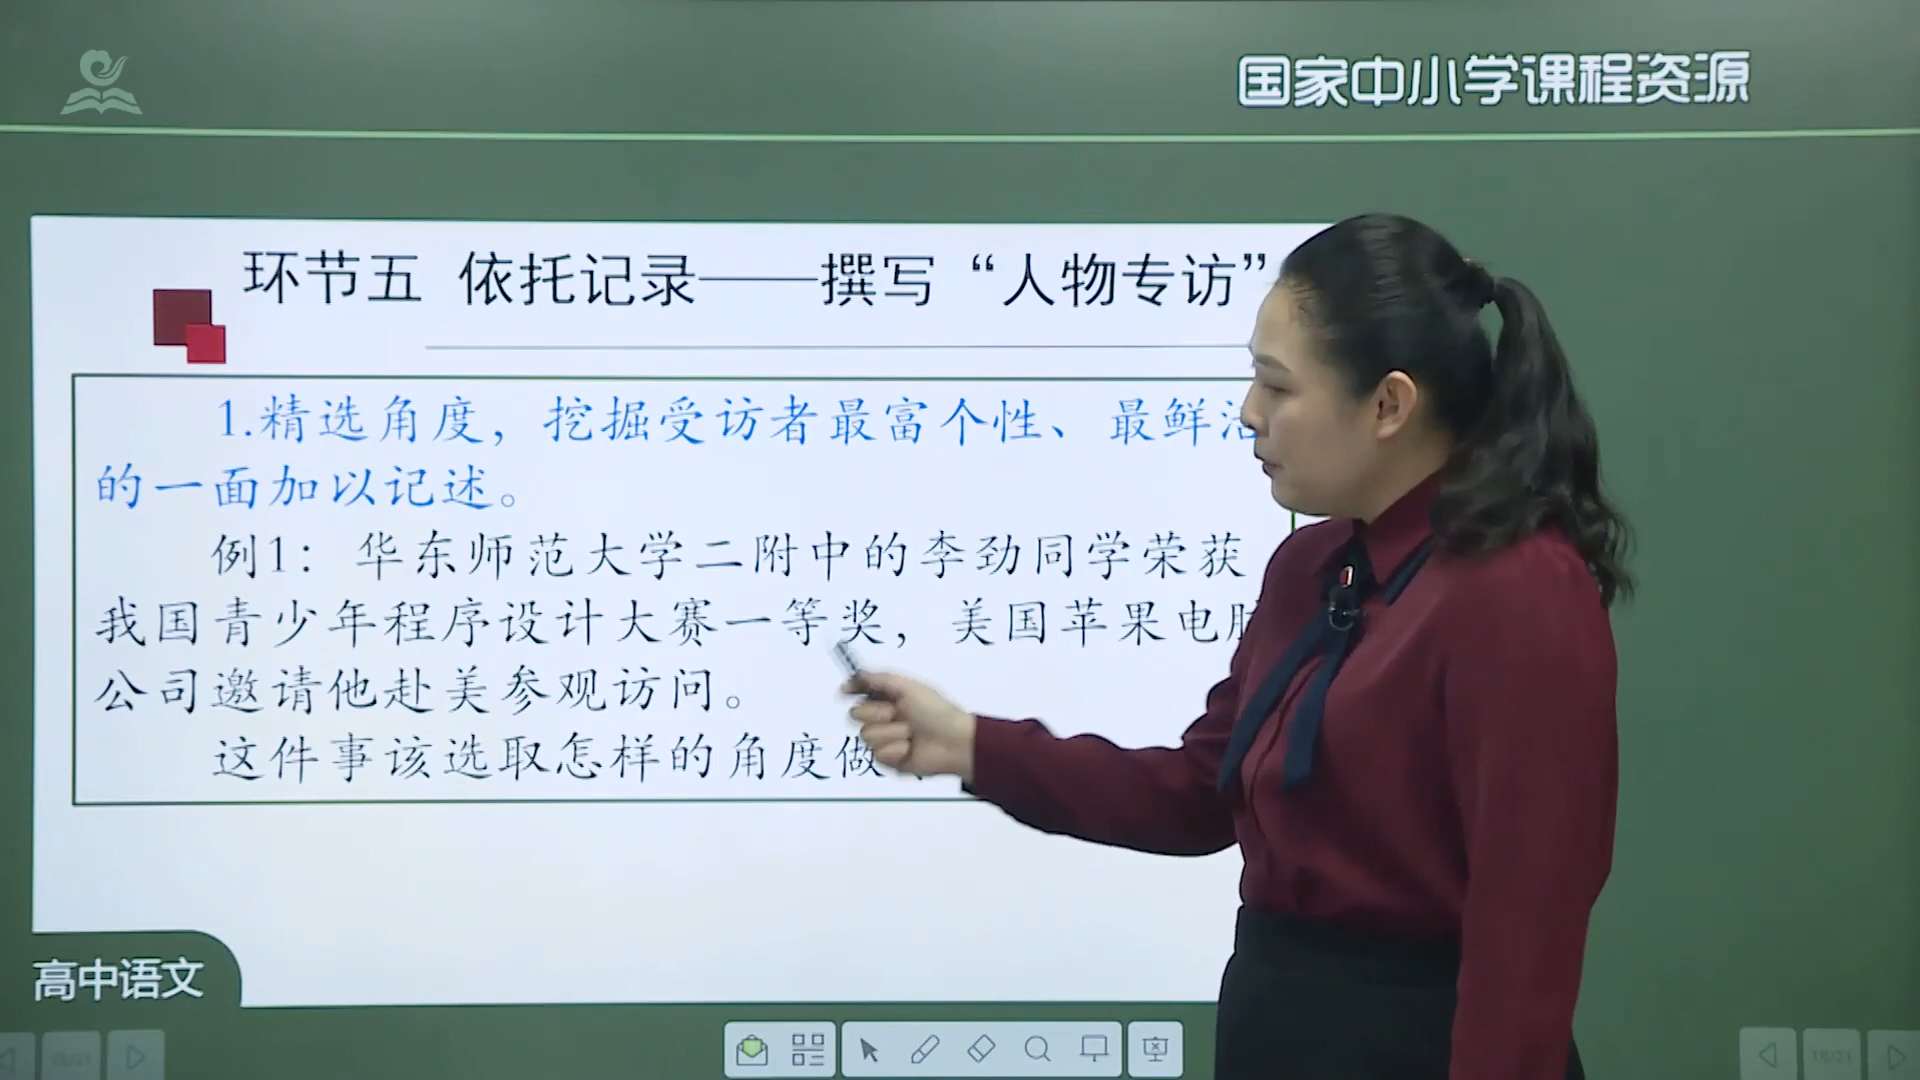 国家中小学课程资源
环节五 依托记录——撰写“人物专访”
1.精选角度，挖掘受访者最富个性、最鲜活
的一面加以记述。
例1：华东师范大学二附中的李劲同学荣获
我国青少年程序设计大赛一等奖，美国苹果电脑
公司邀请他赴美参观访问。
这件事该选取怎样的角度做
高中语文